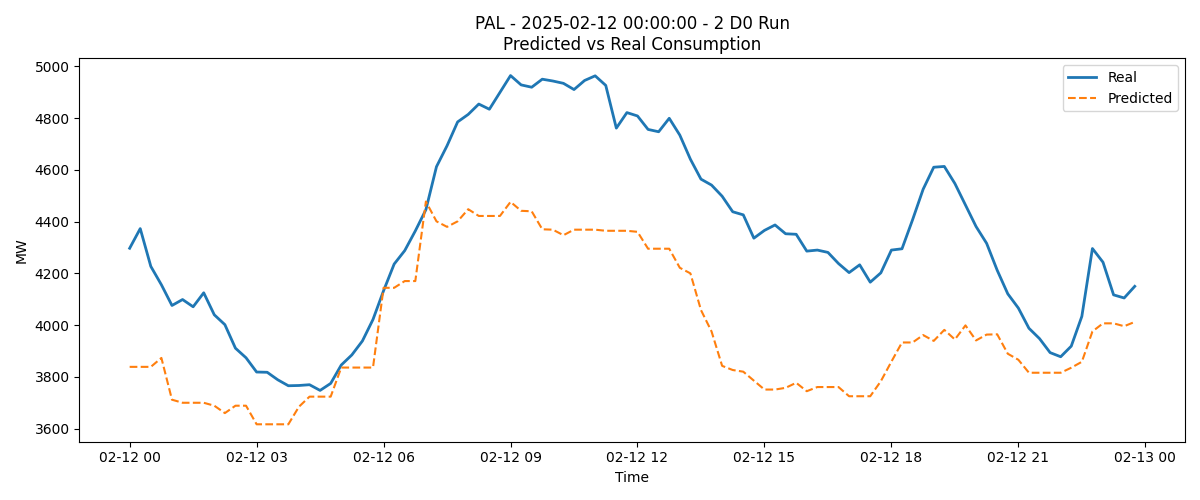 PAL - 2025-02-12 00:00:00 - 2 D0 Run
Predicted vs Real Consumption
Real
Predicted
MW
5000
4800
4600
4400
4200
4000
3800
3600
02-12 00
02-12 03
02-12 06
02-12 09
02-12 12
02-12 15
02-12 18
02-12 21
02-13 00
Time